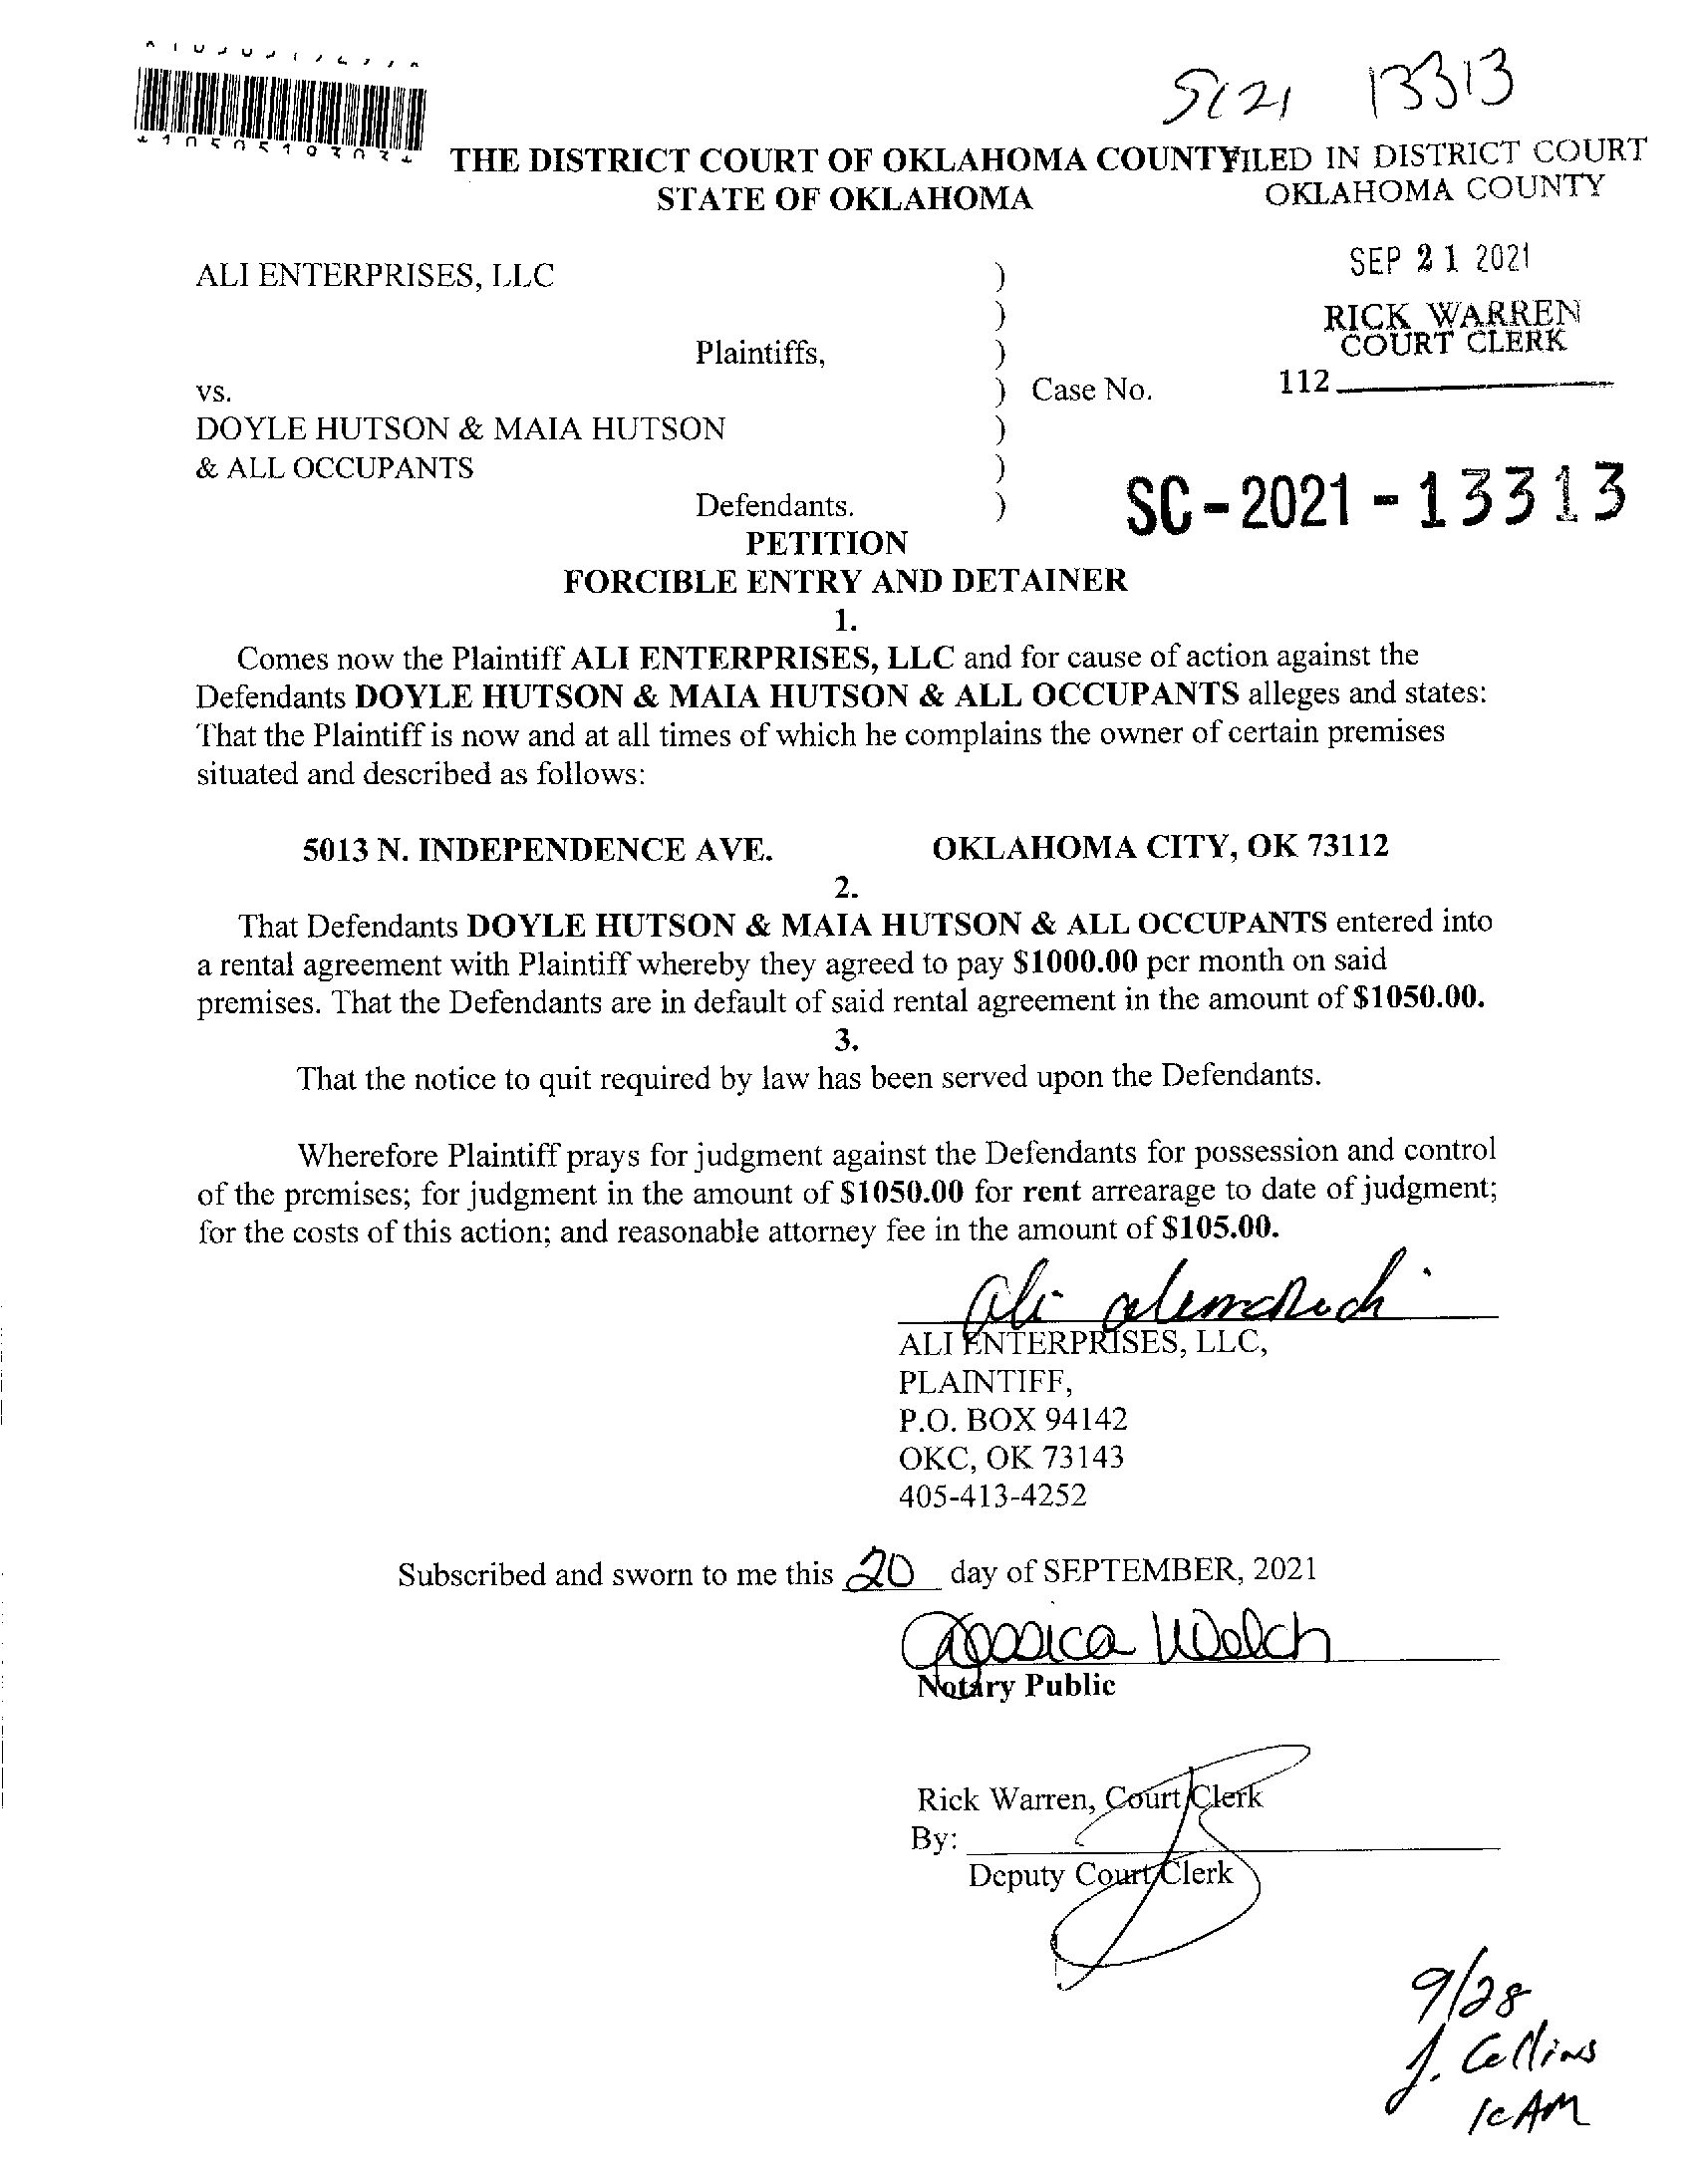 SC21 13313
THE DISTRICT COURT OF OKLAHOMA COUNTY
STATE OF OKLAHOMA
FILED IN DISTRICT COURT
OKLAHOMA COUNTY
SEP 21 2021
RICK WARREN
COURT CLERK
112
ALI ENTERPRISES, LLC )
)
Plaintiffs, )
vs. ) Case No.
DOYLE HUTSON & MAIA HUTSON )
& ALL OCCUPANTS )
Defendants. )
SC-2021-13313
PETITION
FORCIBLE ENTRY AND DETAINER
1.
Comes now the Plaintiff ALI ENTERPRISES, LLC and for cause of action against the
Defendants DOYLE HUTSON & MAIA HUTSON & ALL OCCUPANTS alleges and states:
That the Plaintiff is now and at all times of which he complains the owner of certain premises
situated and described as follows:
5013 N. INDEPENDENCE AVE. OKLAHOMA CITY, OK 73112
2.
That Defendants DOYLE HUTSON & MAIA HUTSON & ALL OCCUPANTS entered into
a rental agreement with Plaintiff whereby they agreed to pay $1000.00 per month on said
premises. That the Defendants are in default of said rental agreement in the amount of $1050.00.
3.
That the notice to quit required by law has been served upon the Defendants.
Wherefore Plaintiff prays for judgment against the Defendants for possession and control
of the premises; for judgment in the amount of $1050.00 for rent arrearage to date of judgment;
for the costs of this action; and reasonable attorney fee in the amount of $105.00.
Ali
ALI ENTERPRISES, LLC,
PLAINTIFF,
P.O. BOX 94142
OKC, OK 73143
405-413-4252
Subscribed and sworn to me this 20 day of SEPTEMBER, 2021
Jessica Welch
Notary Public
Rick Warren, Court Clerk
By:
Deputy Court Clerk
9/28
J. Collins
10 AM